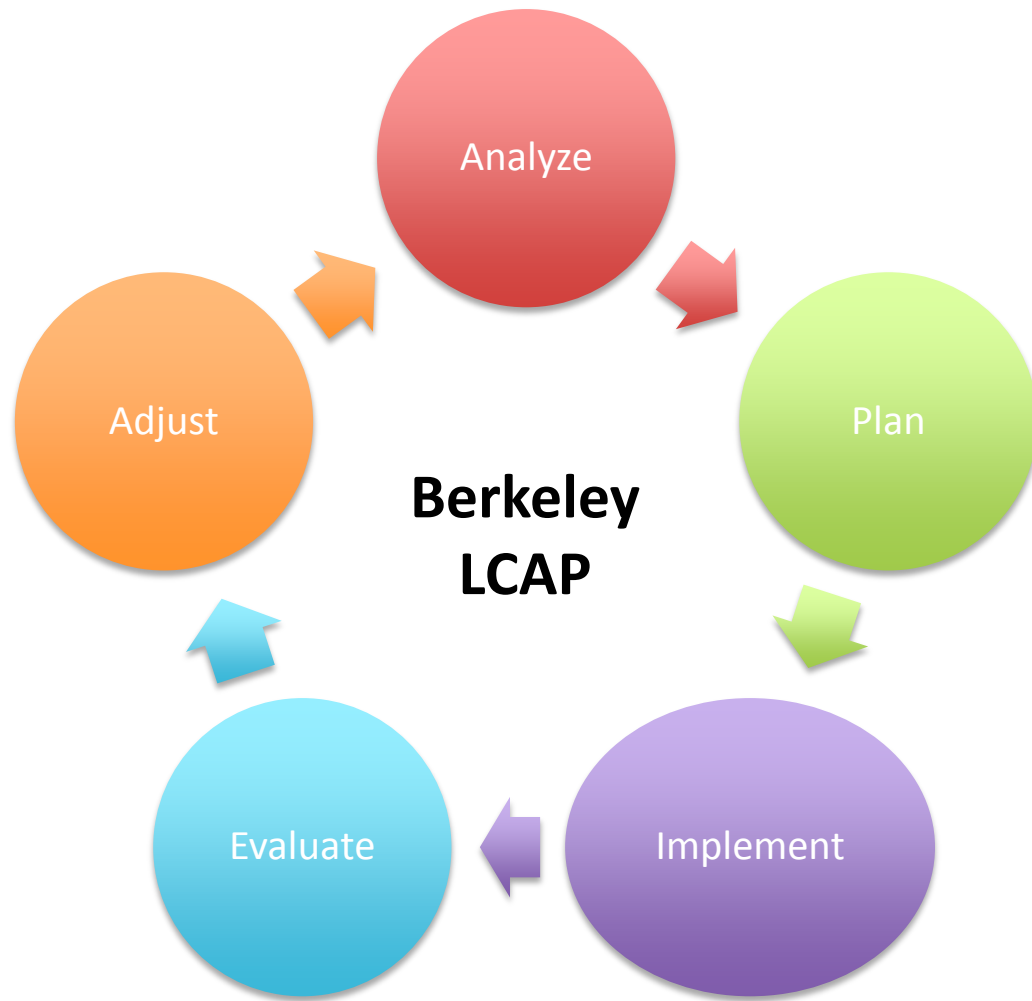 Analyze
Plan
Implement
Evaluate
Adjust
Berkeley
LCAP